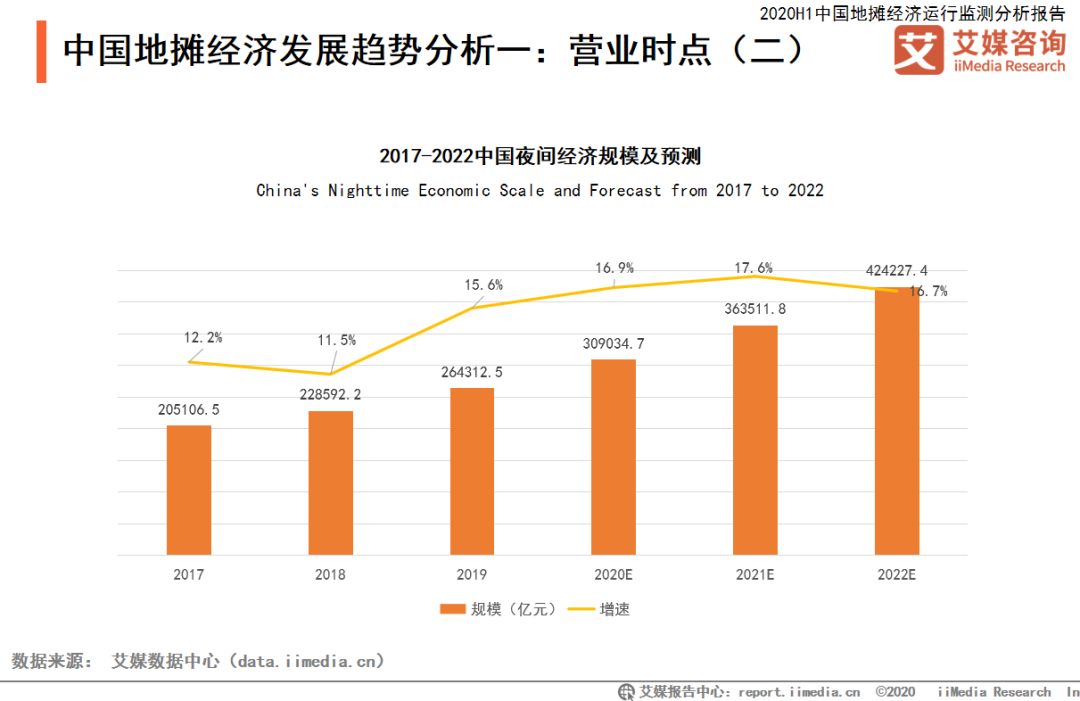 2020H1中国地摊经济运行监测分析报告
中国地摊经济发展趋势分析一：营业时点（二）
艾
艾媒咨询
iiMedia Research
2017-2022中国夜间经济规模及预测
China's Nighttime Economic Scale and Forecast from 2017 to 2022
12.2%
11.5%
15.6%
16.9%
17.6%
16.7%
205106.5
228592.2
264312.5
309034.7
363511.8
424227.4
2017
2018
2019
2020E
2021E
2022E
规模（亿元）
增速
数据来源： 艾媒数据中心（data.iimedia.cn）
艾媒报告中心：report.iimedia.cn ©2020 iiMedia Research In